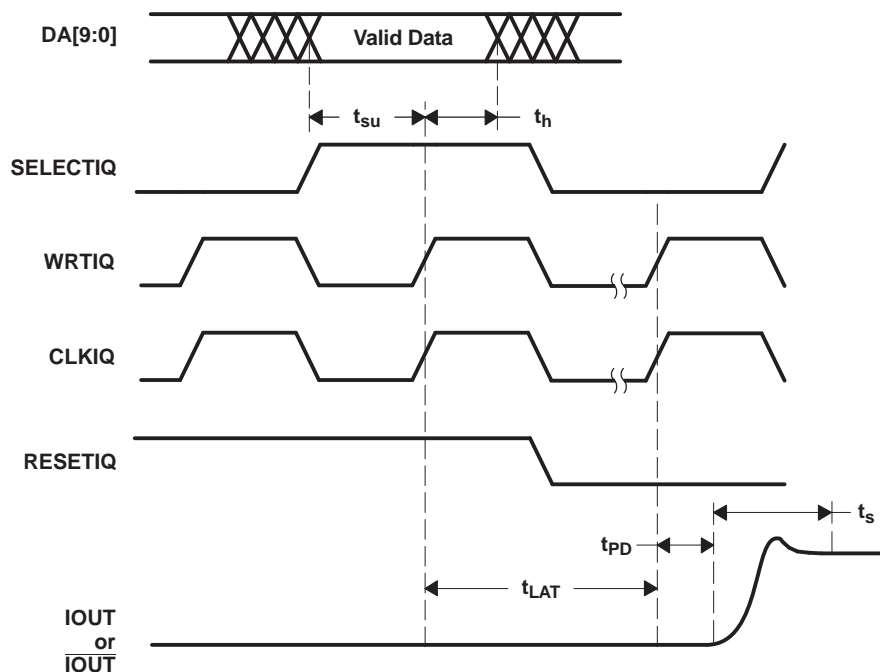 DA[9:0]
Valid Data
tsu
th
SELECTIQ
WRTIQ
CLKIQ
RESETIQ
ts
tPD
tLAT
IOUT
or
IOUT